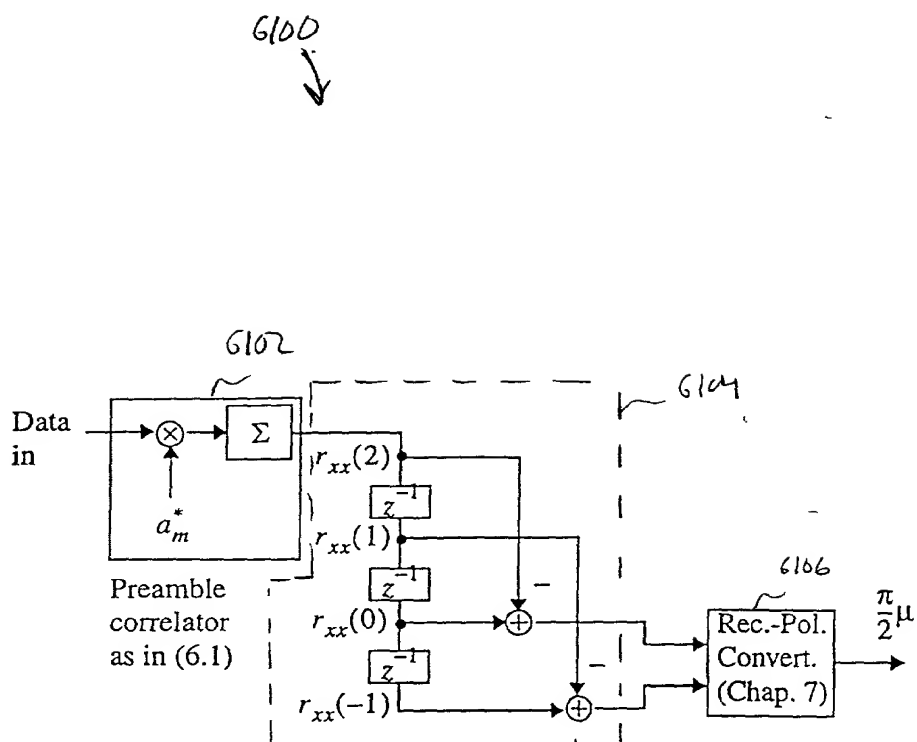 6100
6102
6104
Data
in
Σ
a*m
rxx(2)
z−1
rxx(1)
z−1
rxx(0)
z−1
rxx(−1)
−
−
Preamble
correlator
as in (6.1)
6106
Rec.-Pol.
Convert.
(Chap. 7)
π/2 μ